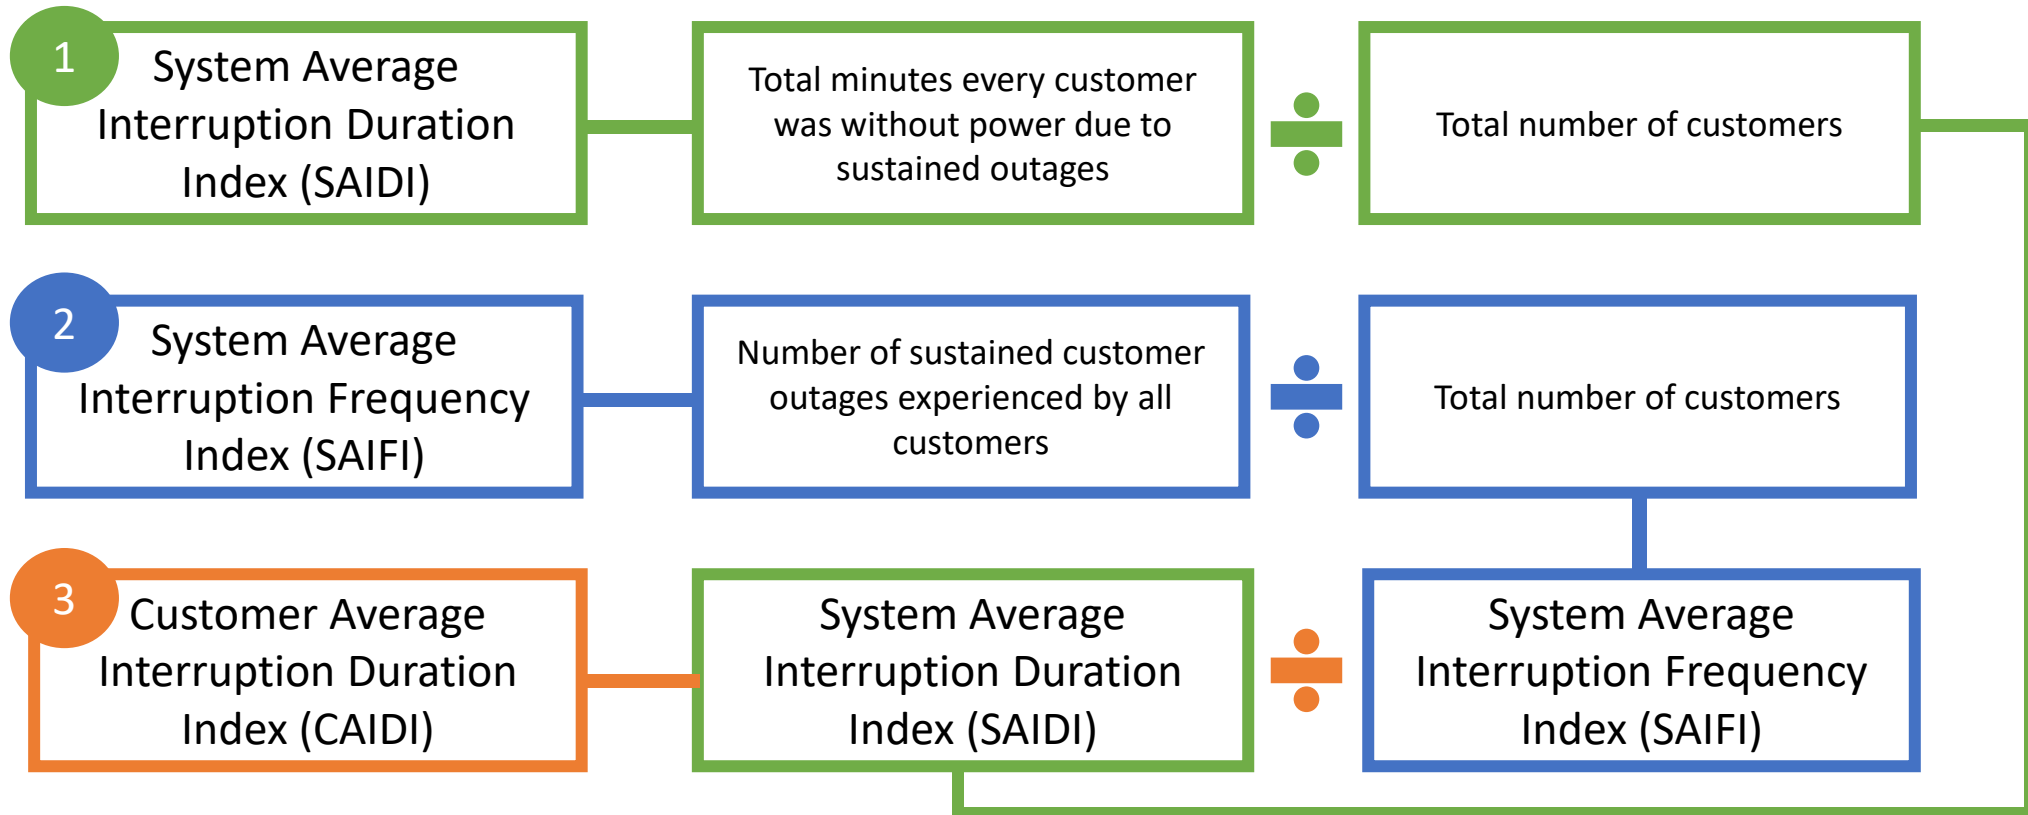 1
System Average
Interruption Duration
Index (SAIDI)
Total minutes every customer
was without power due to
sustained outages
÷
Total number of customers
2
System Average
Interruption Frequency
Index (SAIFI)
Number of sustained customer
outages experienced by all
customers
÷
Total number of customers
3
Customer Average
Interruption Duration
Index (CAIDI)
System Average
Interruption Duration
Index (SAIDI)
÷
System Average
Interruption Frequency
Index (SAIFI)